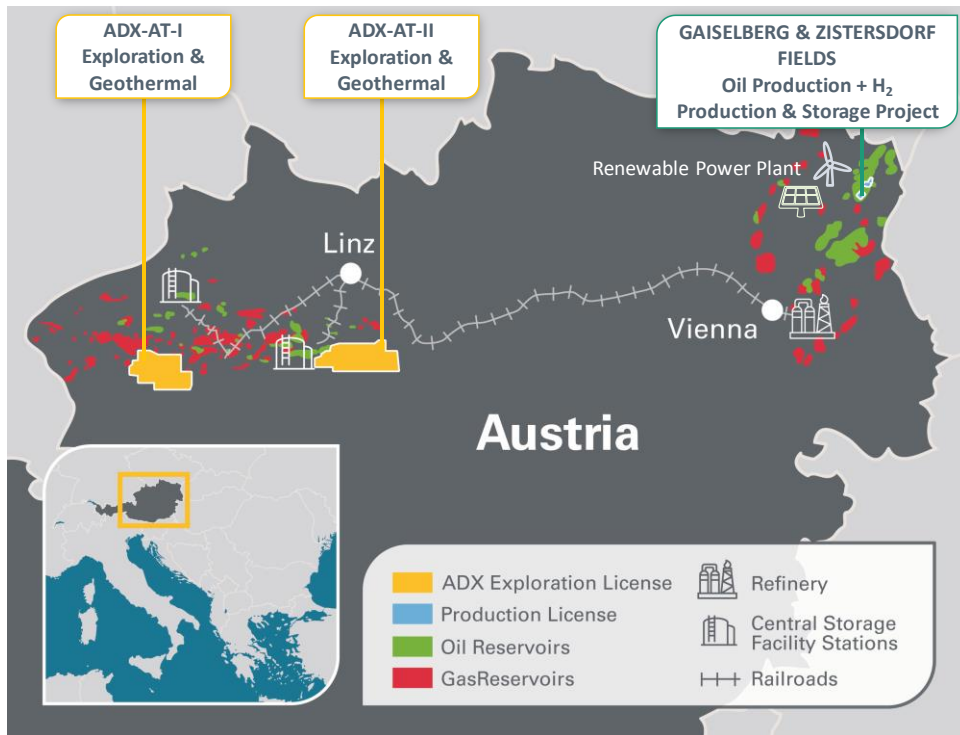 ADX-AT-I
Exploration &
Geothermal
ADX-AT-II
Exploration &
Geothermal
GAISELBERG & ZISTERSDORF
FIELDS
Oil Production + H₂
Production & Storage Project
Renewable Power Plant
Linz
Vienna
Austria
ADX Exploration License
Production License
Oil Reservoirs
GasReservoirs
Refinery
Central Storage
Facility Stations
Railroads